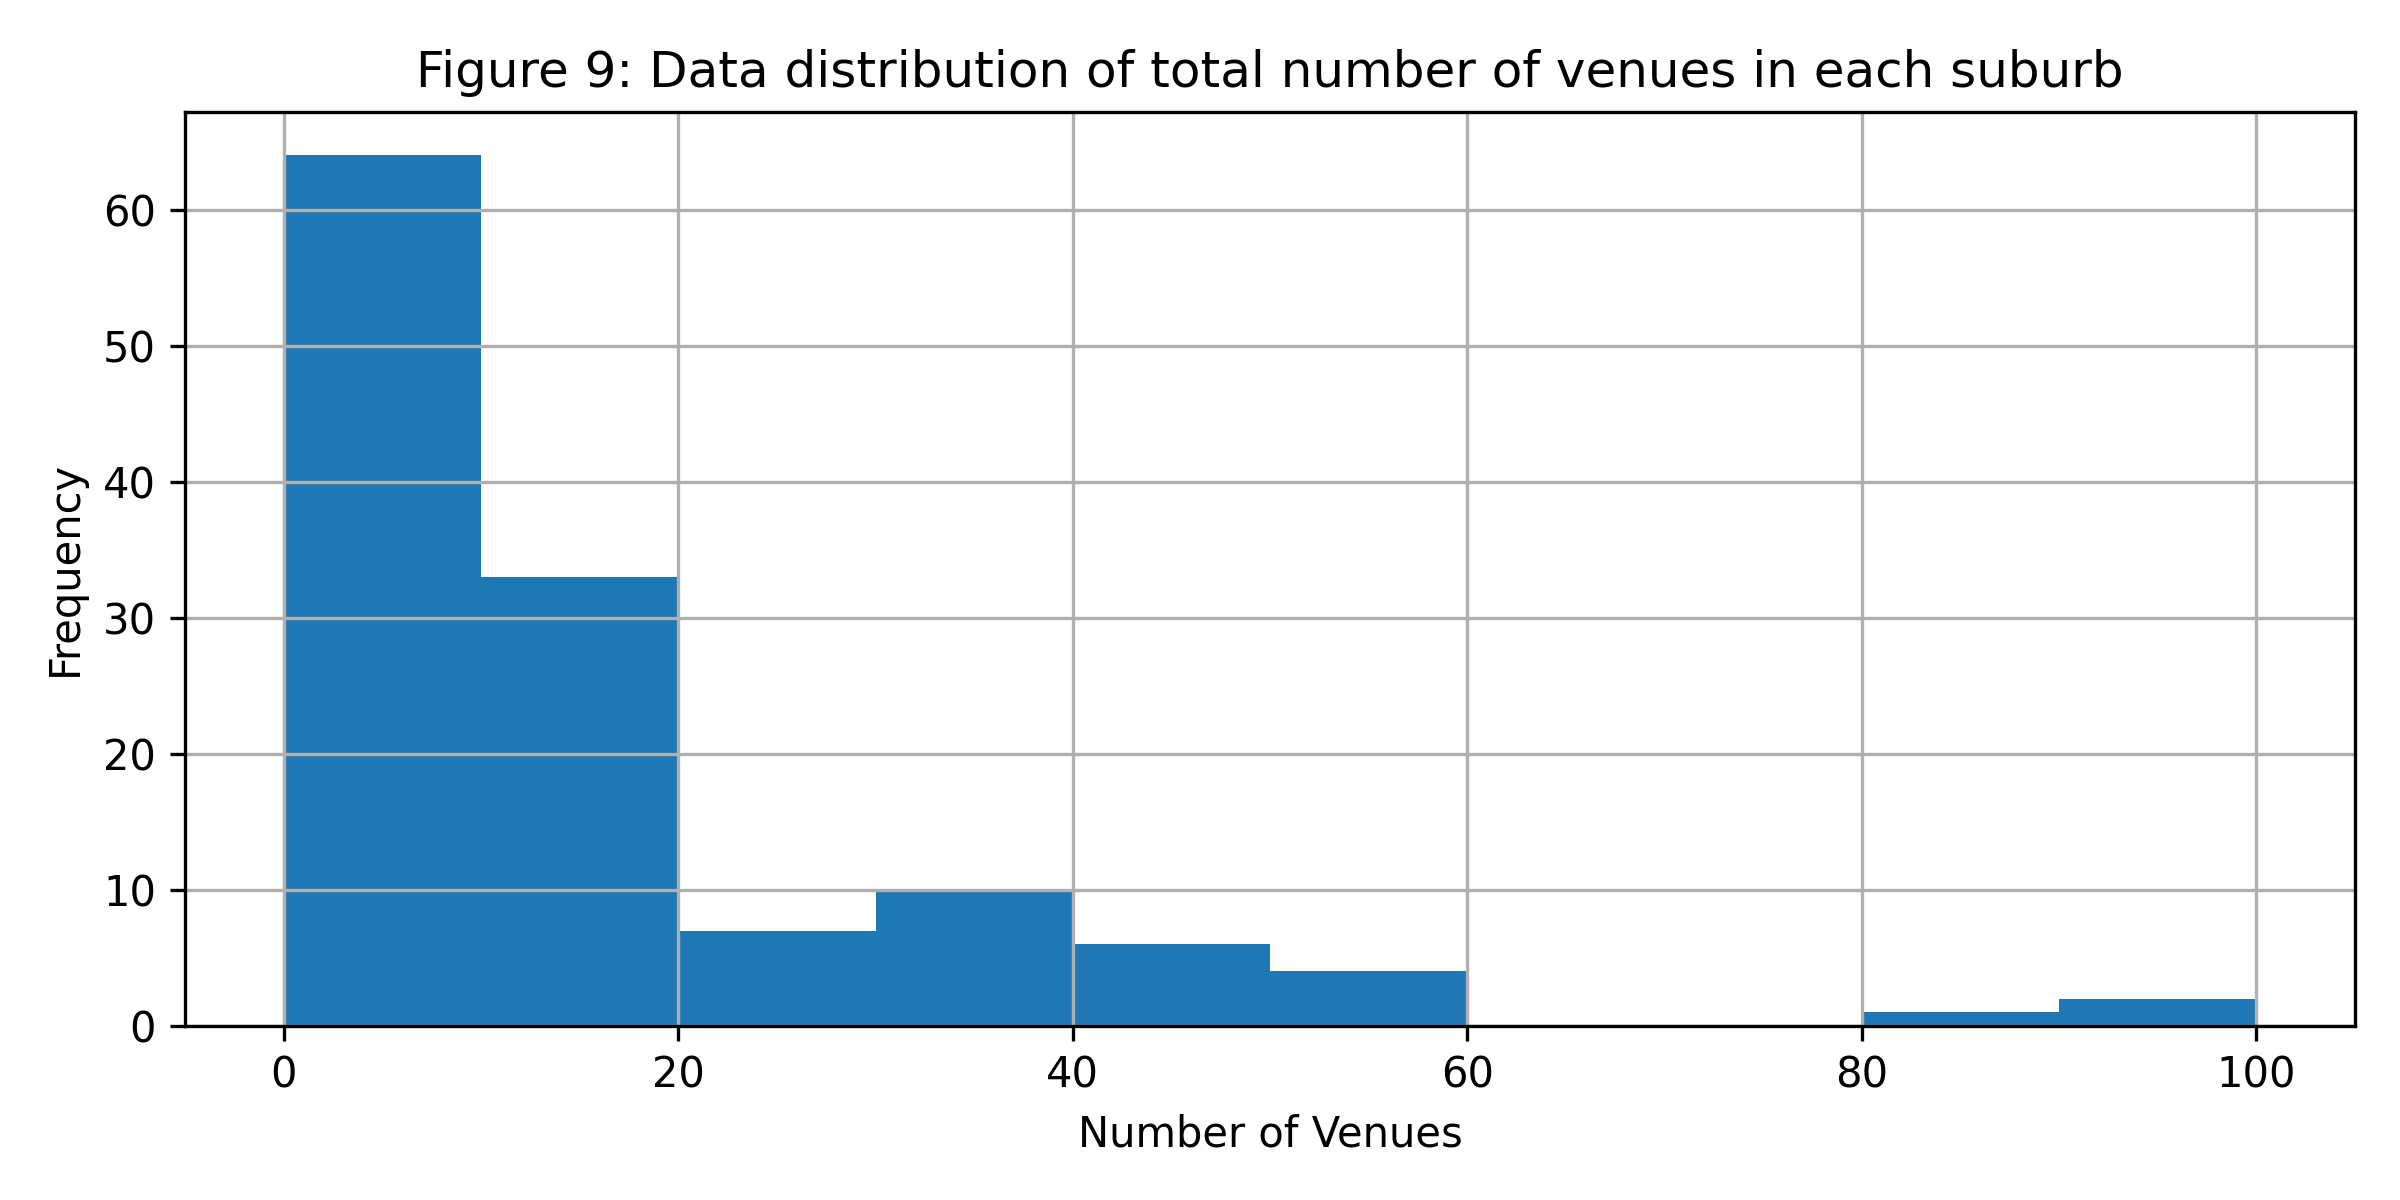 Figure 9: Data distribution of total number of venues in each suburb
Frequency
60
50
40
30
20
10
0
0 20 40 60 80 100
Number of Venues